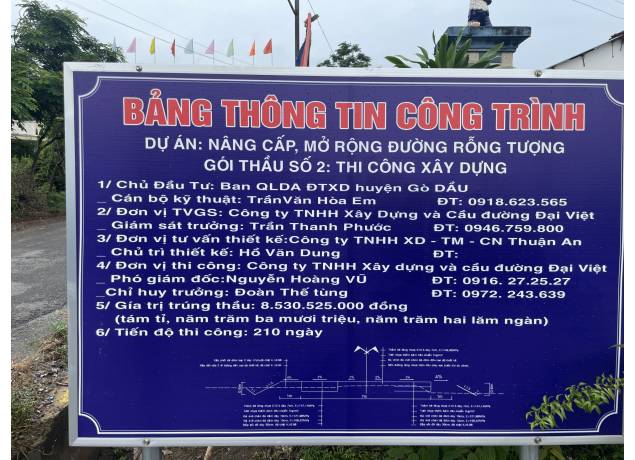 BẢNG THÔNG TIN CÔNG TRÌNH
DỰ ÁN: NÂNG CẤP, MỞ RỘNG ĐƯỜNG RỖNG TƯỢNG
GÓI THẦU SỐ 2: THI CÔNG XÂY DỰNG
1/ Chủ Đầu Tư: Ban QLDA ĐTXD huyện Gò DẦU
_ Cán bộ kỹ thuật: TrầnVăn Hòa Em ĐT: 0918.623.565
2/ Đơn vị TVGS: Công ty TNHH Xây Dựng và Cầu đường Đại Việt
_ Giám sát trưởng: Trần Thanh Phước ĐT: 0946.759.800
3/ Đơn vị tư vấn thiết kế:Công ty TNHH XD - TM - CN Thuận An
_ Chủ trì thiết kế: Hồ Văn Dung ĐT:
4/ Đơn vị thi công: Công ty TNHH Xây dựng và cầu đường Đại Việt
_ Phó giám đốc:Nguyễn Hoàng VŨ ĐT: 0916. 27.25.27
_Chỉ huy trưởng: Đoàn Thế tùng ĐT: 0972. 243.639
5/ Gía trị trúng thầu: 8.530.525.000 đồng
(tám tỉ, năm trăm ba mươi triệu, năm trăm hai lăm ngàn)
6/ Tiến độ thi công: 210 ngày